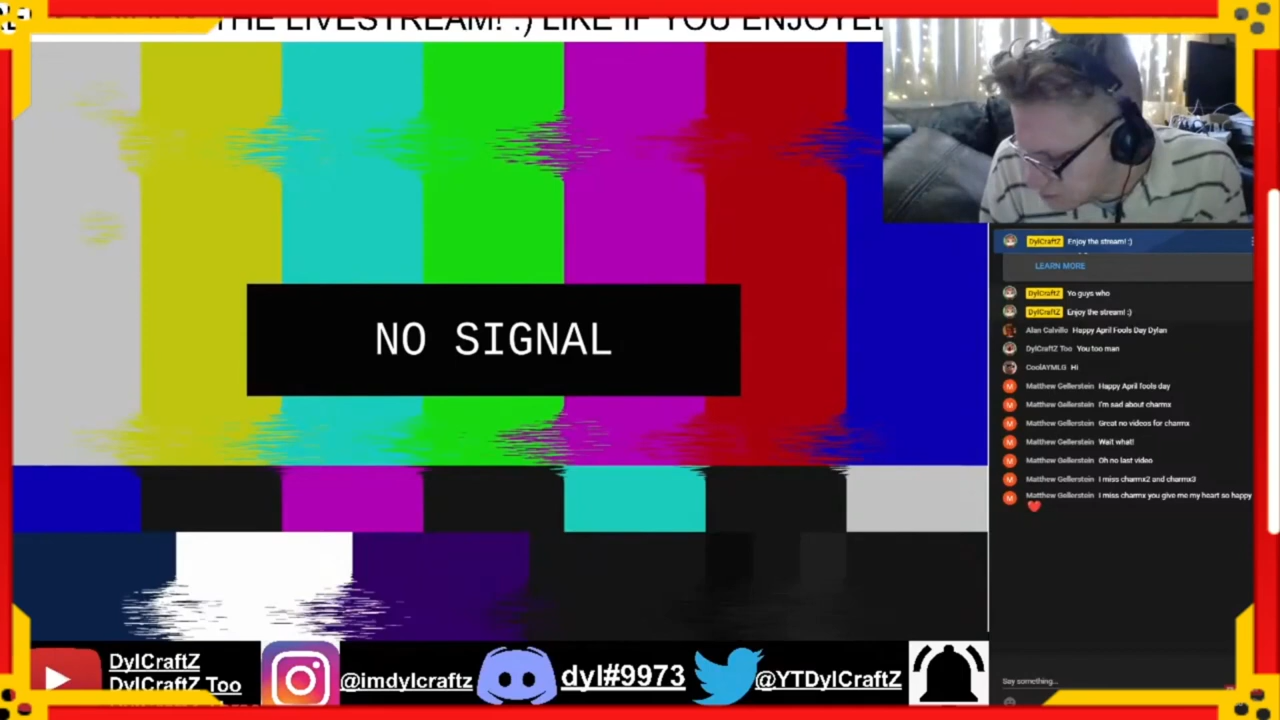 THE LIVESTREAM! :) LIKE IF YOU ENJOYED
NO SIGNAL
DylCraftZ Enjoy the stream! :)
LEARN MORE
DylCraftZ Yo guys who
DylCraftZ Enjoy the stream! :)
Alan Calvillo Happy April Fools Day Dylan
DylCraftZ Too You too man
CoolAYMLG Hi
M Matthew Gellerstein Happy April fools day
M Matthew Gellerstein I'm sad about charmx
M Matthew Gellerstein Great no videos for charmx
M Matthew Gellerstein Wait what!
M Matthew Gellerstein Oh no last video
M Matthew Gellerstein I miss charmx2 and charmx3
M Matthew Gellerstein I miss charmx you give me my heart so happy
❤️
Say something...
DylCraftZ
DylCraftZ Too
@imdylcraftz
dyl#9973
@YTDylCraftZ